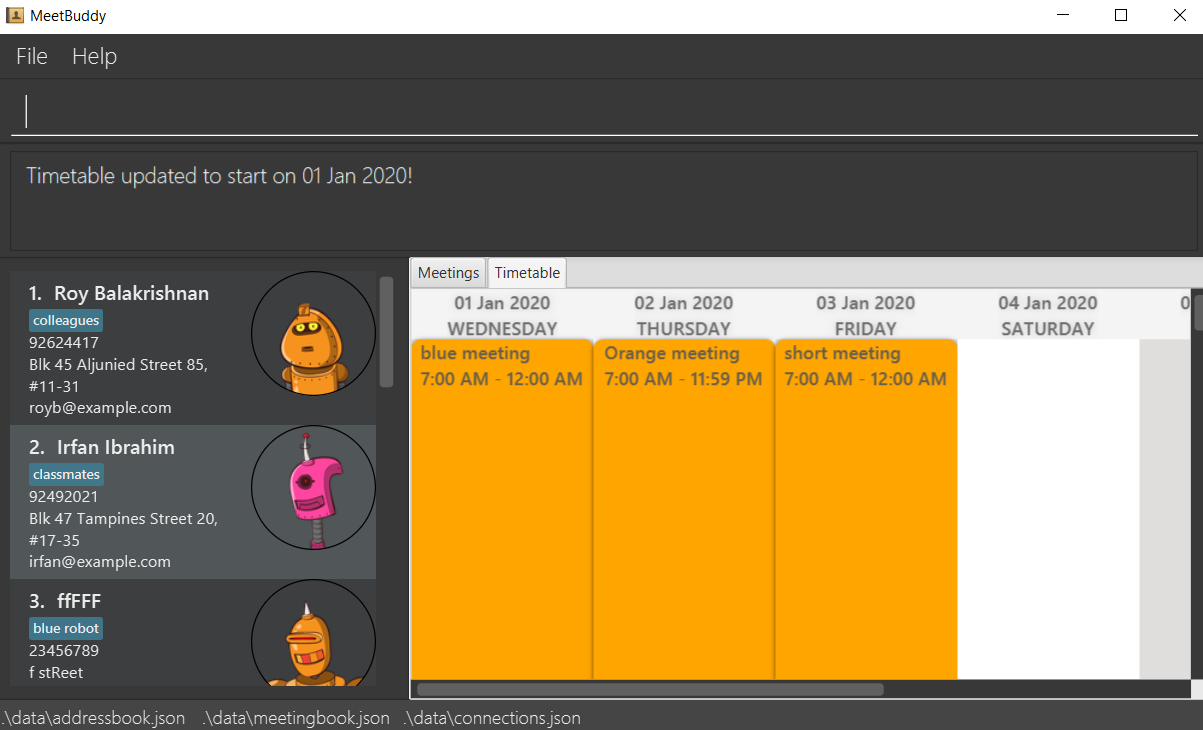 MeetBuddy
File Help
Timetable updated to start on 01 Jan 2020!
1. Roy Balakrishnan
colleagues
92624417
Blk 45 Aljunied Street 85,
#11-31
royb@example.com
2. Irfan Ibrahim
classmates
92492021
Blk 47 Tampines Street 20,
#17-35
irfan@example.com
3. ffFFF
blue robot
23456789
f stReet
Meetings Timetable
01 Jan 2020 02 Jan 2020 03 Jan 2020 04 Jan 2020 0
WEDNESDAY THURSDAY FRIDAY SATURDAY
blue meeting Orange meeting short meeting
7:00 AM - 12:00 AM 7:00 AM - 11:59 PM 7:00 AM - 12:00 AM
.\data\addressbook.json .\data\meetingbook.json .\data\connections.json